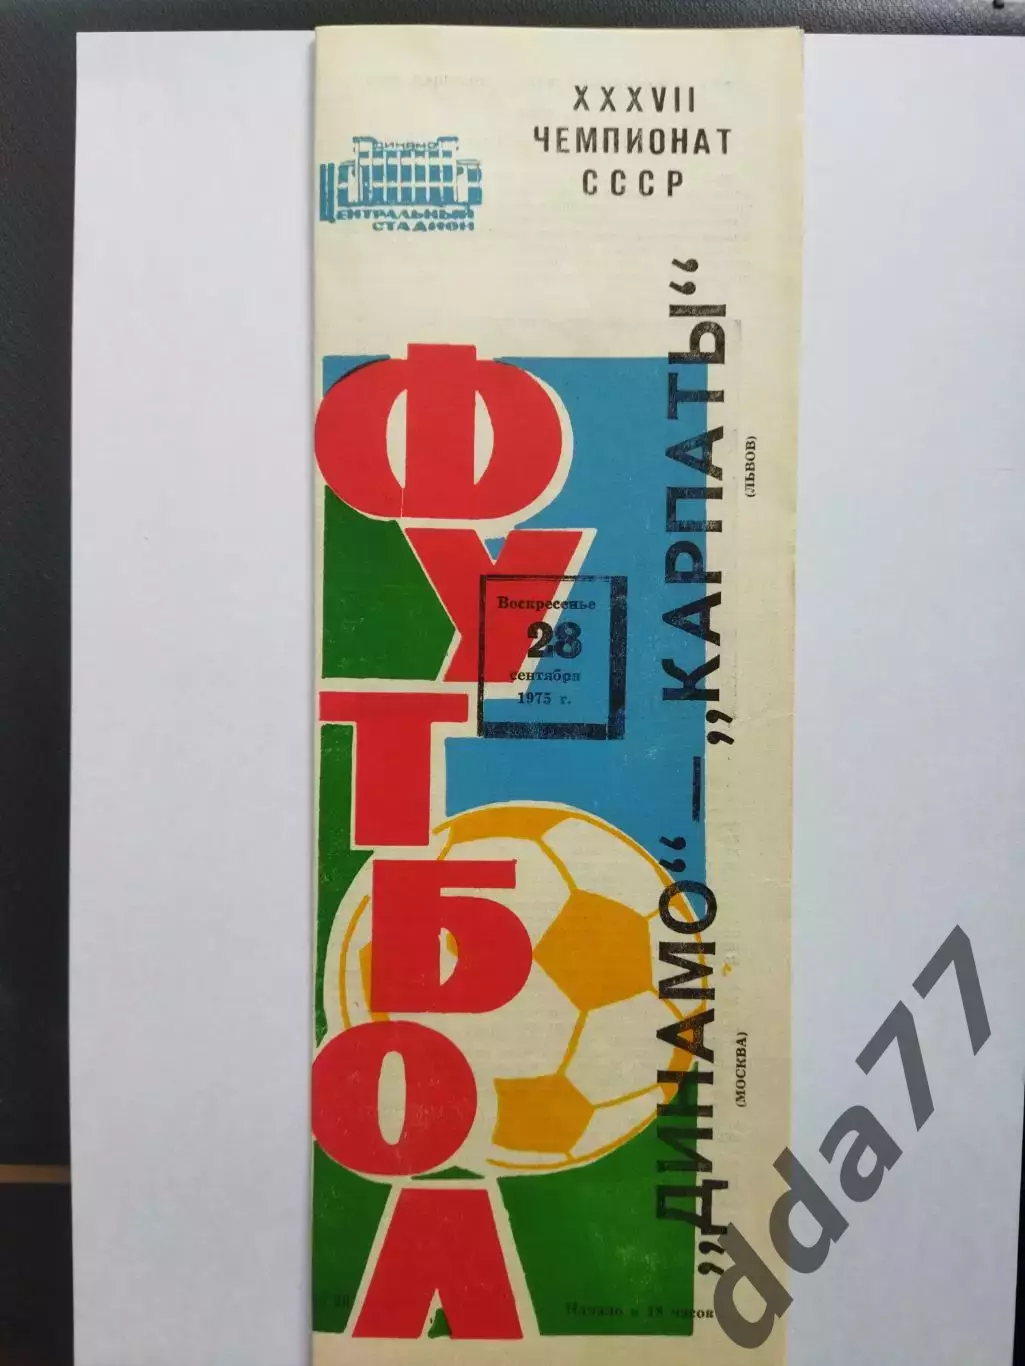 XXXVII
ЧЕМПИОНАТ
СССР
ДИНАМО
ЦЕНТРАЛЬНЫЙ
СТАДИОН
ФУТБОЛ
Воскресенье
28
сентября
1975 г.
„ДИНАМО“ — „КАРПАТЫ“
(МОСКВА)
(ЛЬВОВ)
Начало в 18 часов
dda77